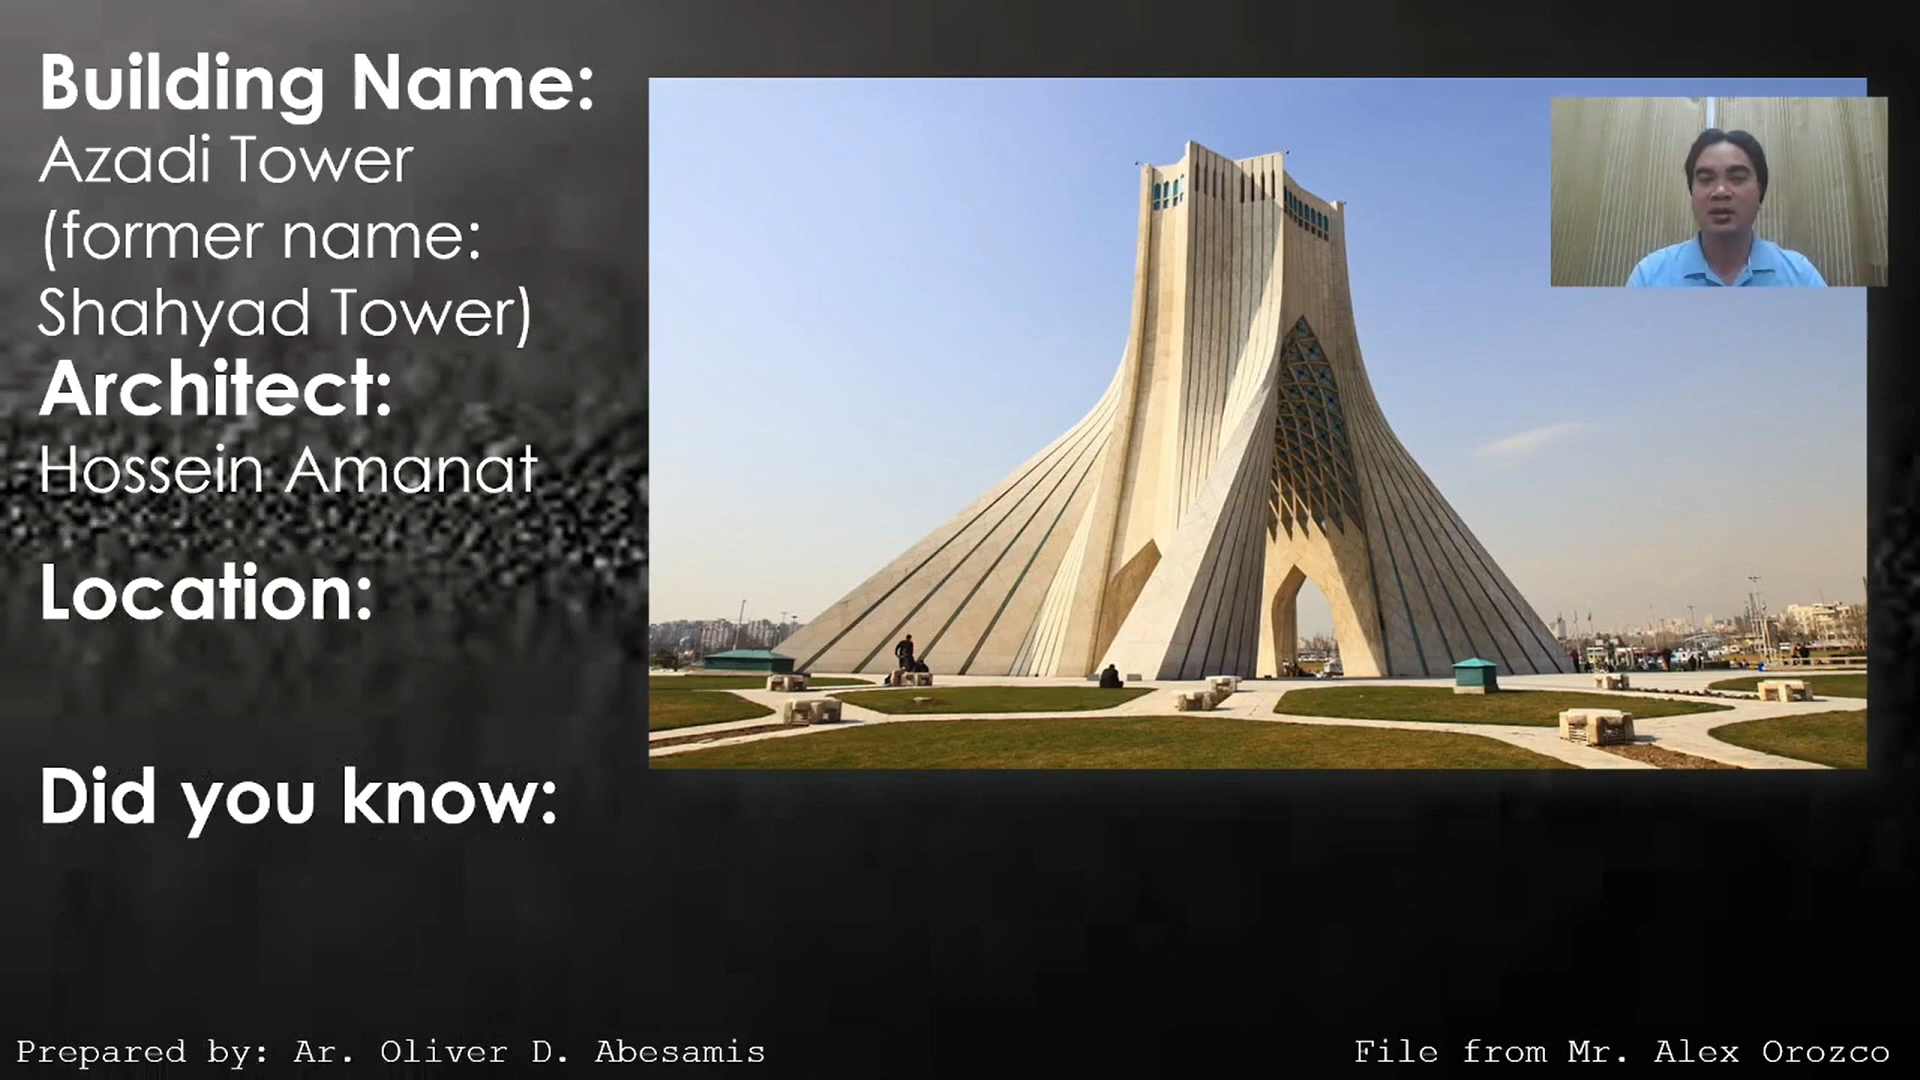 Building Name:
Azadi Tower
(former name:
Shahyad Tower)
Architect:
Hossein Amanat
Location:
Did you know:
Prepared by: Ar. Oliver D. Abesamis
File from Mr. Alex Orozco